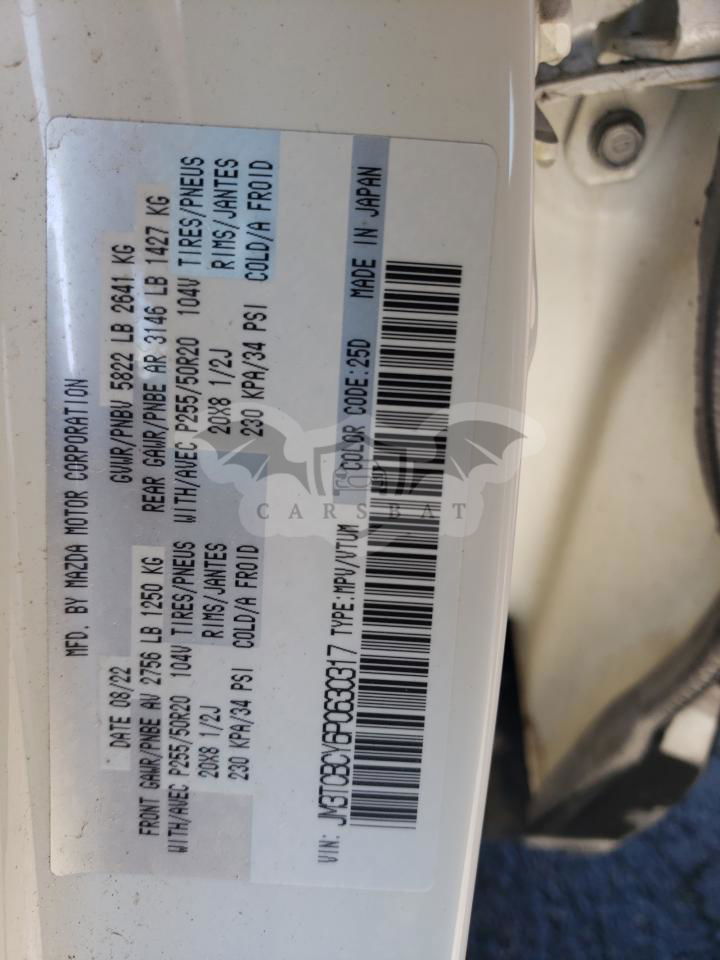 MFD. BY MAZDA MOTOR CORPORATION
DATE 08/22 GVWR/PNBV 5822 LB 2641 KG
FRONT GAWR/PNBE AV 2756 LB 1250 KG REAR GAWR/PNBE AR 3146 LB 1427 KG
WITH/AVEC P255/50R20 104V TIRES/PNEUS WITH/AVEC P255/50R20 104V TIRES/PNEUS
20X8 1/2J RIMS/JANTES 20X8 1/2J RIMS/JANTES
230 KPA/34 PSI COLD/A FROID 230 KPA/34 PSI COLD/A FROID
VIN: JM3TCBCY6P0630317 TYPE:MPV/VTUM COLOR CODE:25D MADE IN JAPAN
CARSBAT